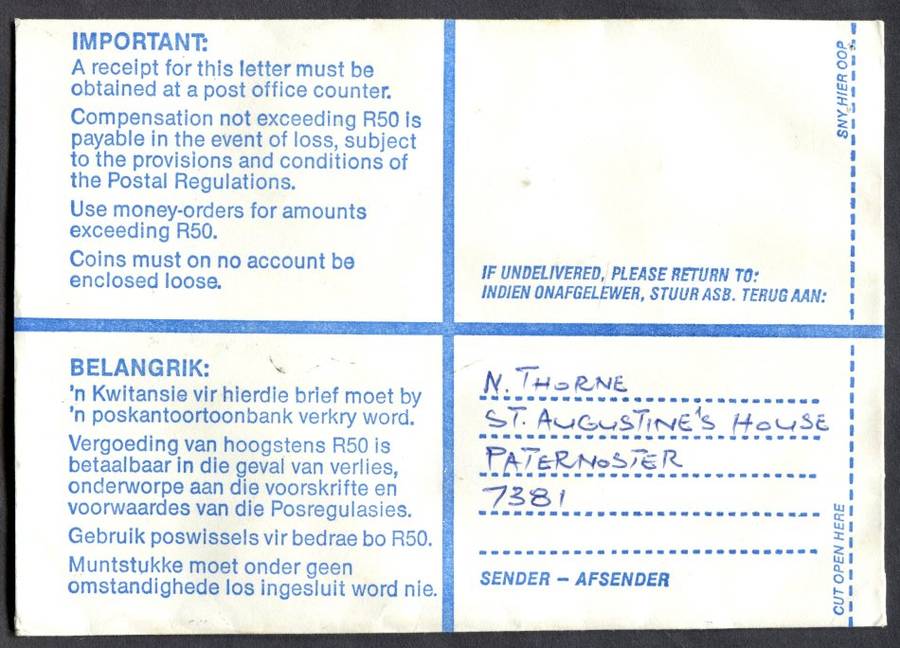 IMPORTANT:
A receipt for this letter must be
obtained at a post office counter.
Compensation not exceeding R50 is
payable in the event of loss, subject
to the provisions and conditions of
the Postal Regulations.
Use money-orders for amounts
exceeding R50.
Coins must on no account be
enclosed loose.
SNY HIER OOP
IF UNDELIVERED, PLEASE RETURN TO:
INDIEN ONAFGELEWER, STUUR ASB. TERUG AAN:
BELANGRIK:
'n Kwitansie vir hierdie brief moet by
'n poskantoortoonbank verkry word.
Vergoeding van hoogstens R50 is
betaalbaar in die geval van verlies,
onderworpe aan die voorskrifte en
voorwaardes van die Posregulasies.
Gebruik poswissels vir bedrae bo R50.
Muntstukke moet onder geen
omstandighede los ingesluit word nie.
N. THORNE
ST. AUGUSTINE'S HOUSE
PATERNOSTER
7381
SENDER – AFSENDER
CUT OPEN HERE